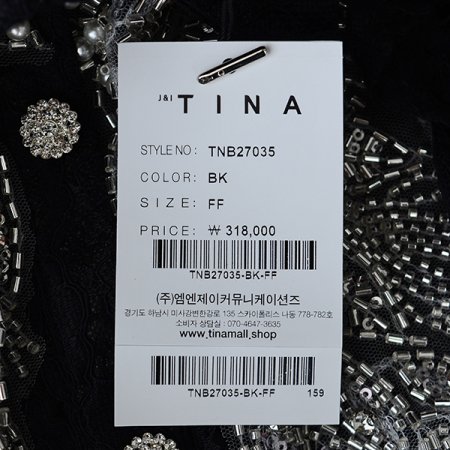 J&I TINA
STYLE NO : TNB27035
COLOR: BK
SIZE: FF
PRICE: ₩ 318,000
TNB27035-BK-FF
(주)엠엔제이커뮤니케이션즈
경기도 하남시 미사강변한강로 135 스카이폴리스 나동 778-782호
소비자 상담실 : 070-4647-3635
www.tinamall.shop
TNB27035-BK-FF 159